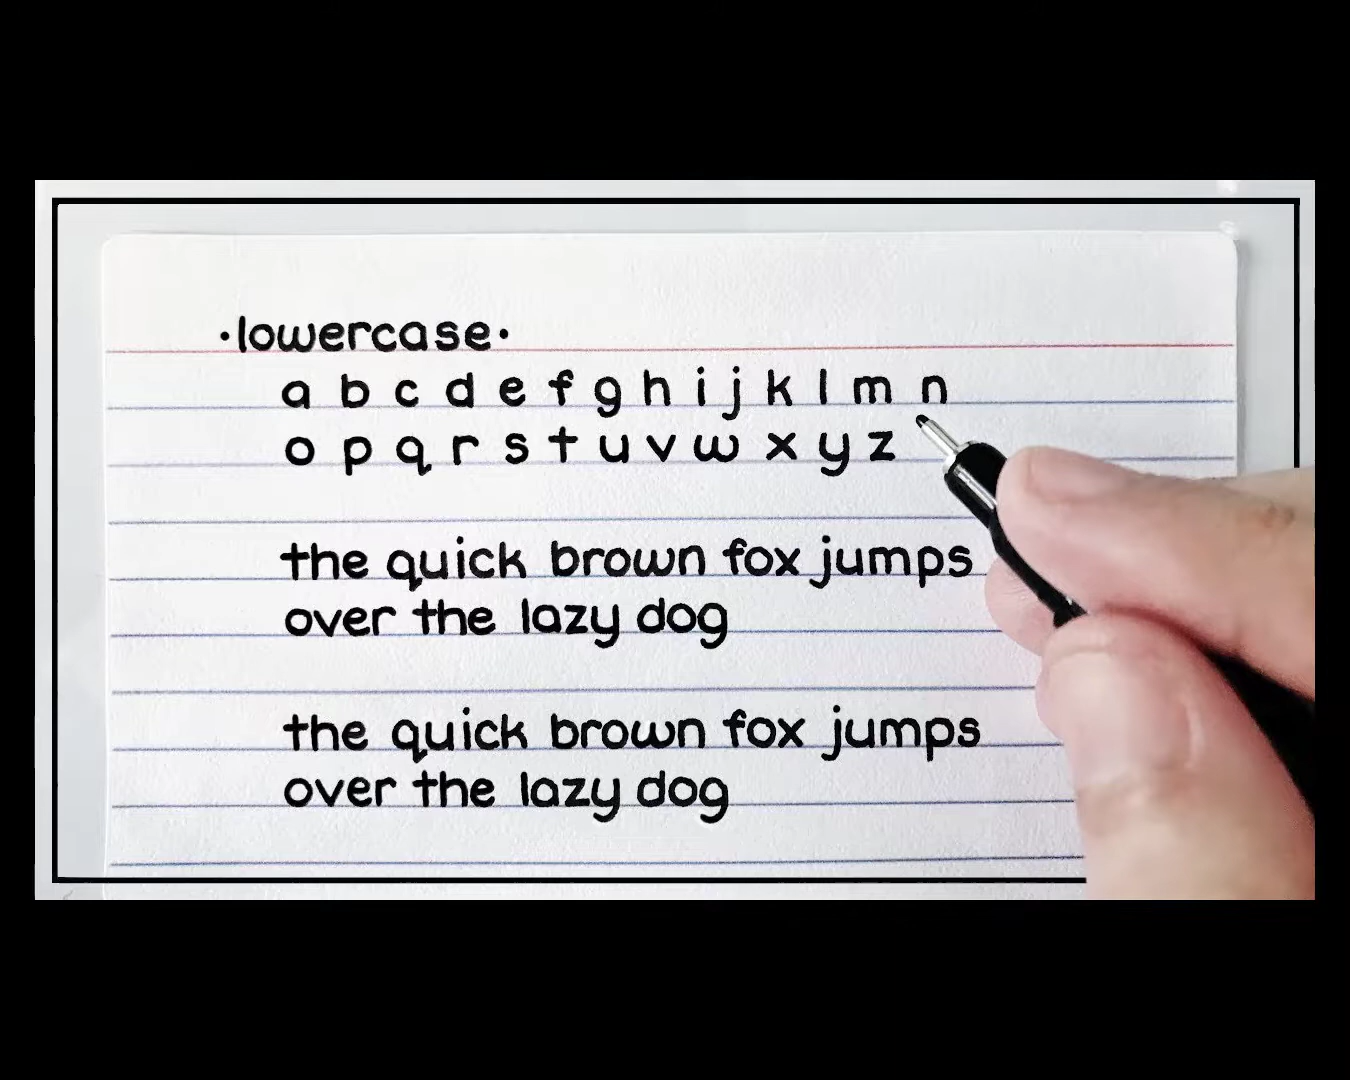 ·lowercase·
a b c d e f g h i j k l m n
o p q r s t u v w x y z
the quick brown fox jumps
over the lazy dog
the quick brown fox jumps
over the lazy dog